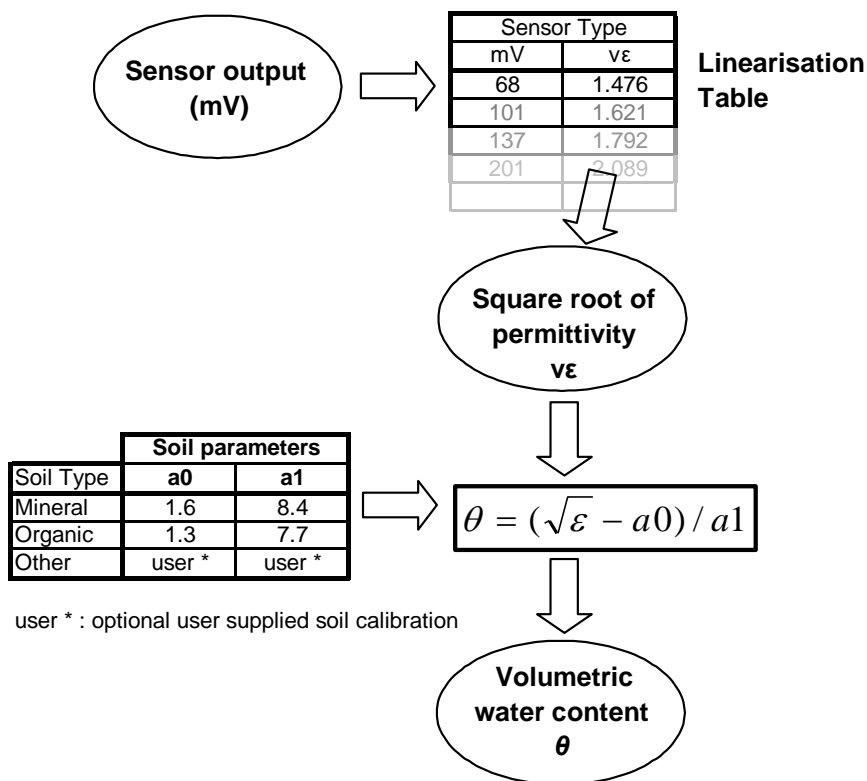 Sensor output
(mV)
Sensor Type
mV vε
68 1.476
101 1.621
137 1.792
201 2.089
Linearisation
Table
Square root of
permittivity
vε
Soil parameters
Soil Type a0 a1
Mineral 1.6 8.4
Organic 1.3 7.7
Other user * user *
user * : optional user supplied soil calibration
θ = (√ε − a0) / a1
Volumetric
water content
θ